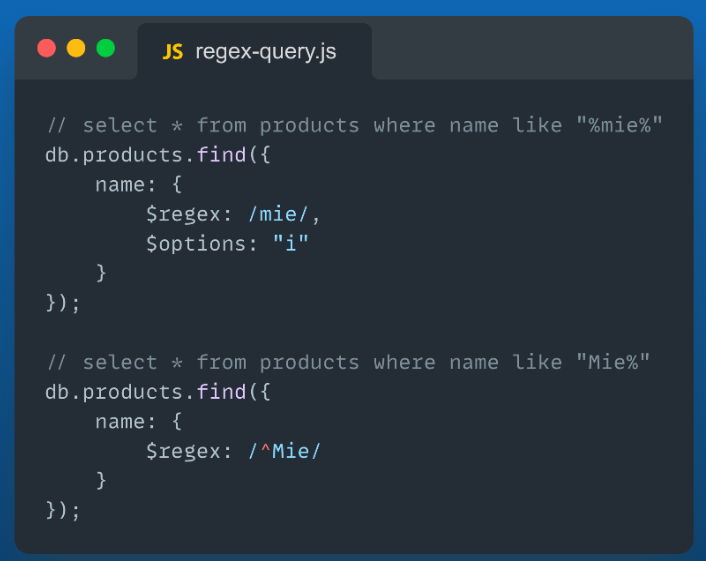 JS regex-query.js
// select * from products where name like "%mie%"
db.products.find({
    name: {
        $regex: /mie/,
        $options: "i"
    }
});
// select * from products where name like "Mie%"
db.products.find({
    name: {
        $regex: /^Mie/
    }
});